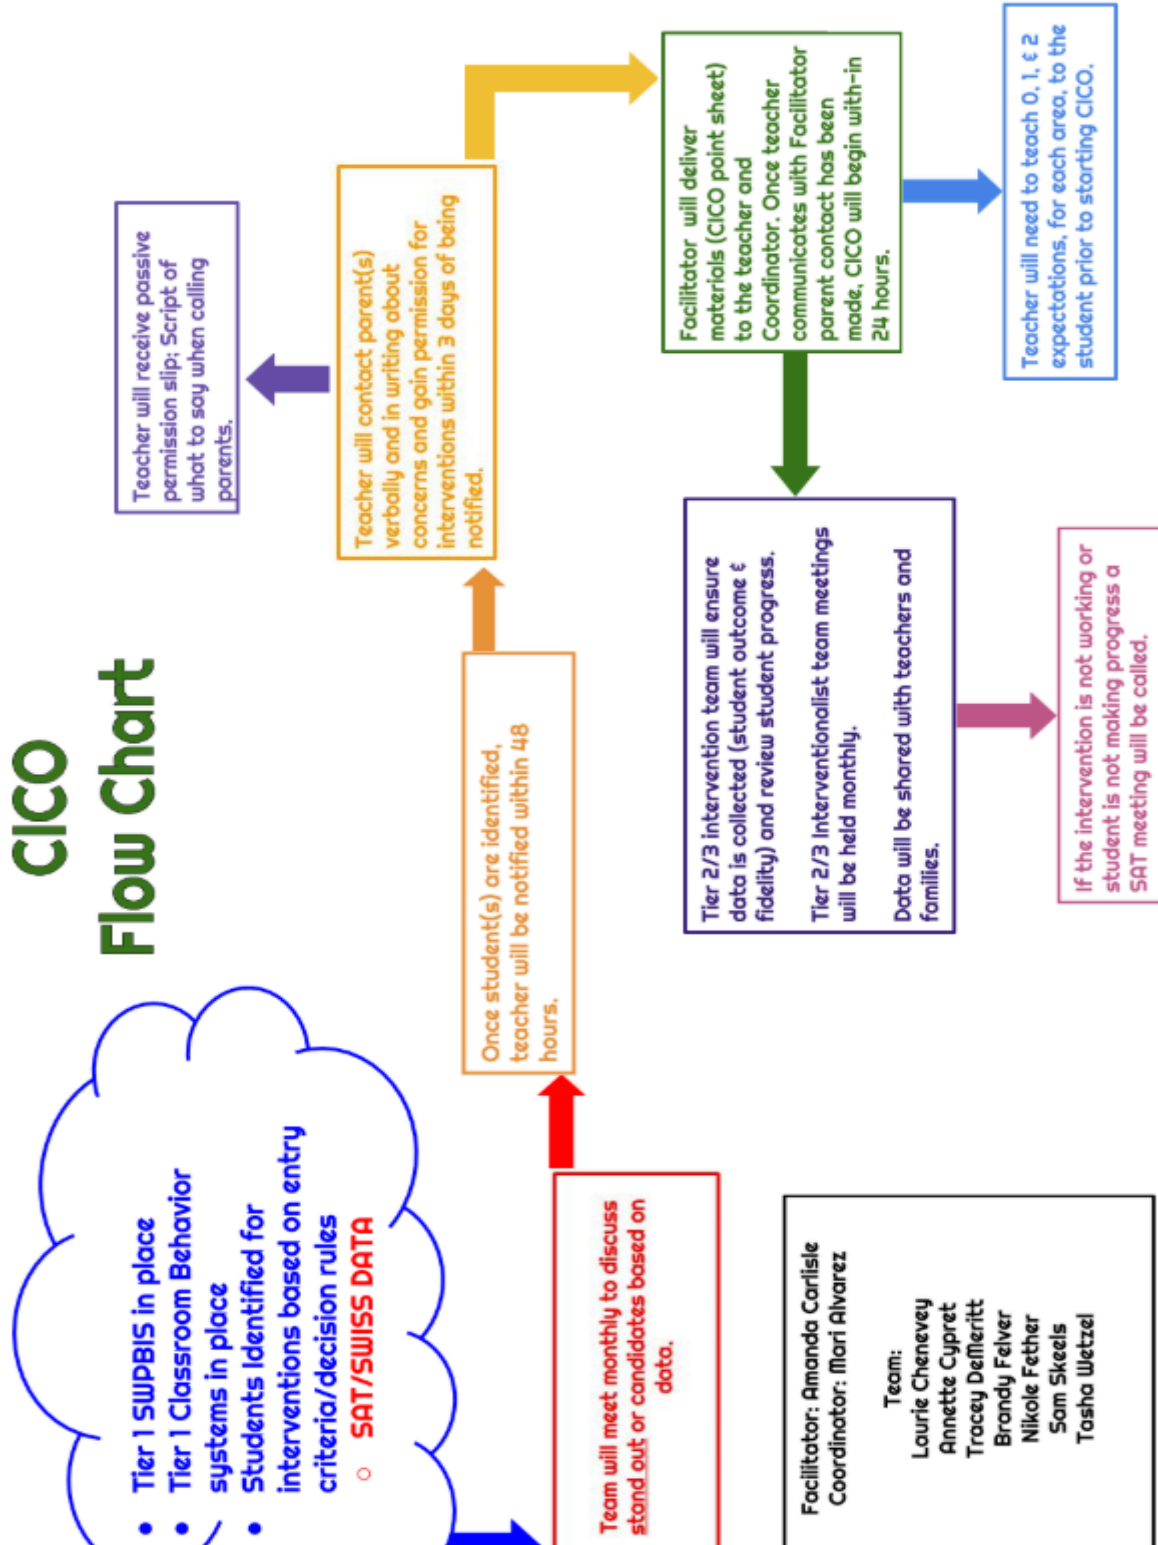 CICO
Flow Chart
Tier 1 SWPBIS in place
Tier 1 Classroom Behavior
systems in place
Students Identified for
interventions based on entry
criteria/decision rules
SAT/SWISS DATA
Team will meet monthly to discuss
stand out or candidates based on
data.
Once student(s) are identified,
teacher will be notified within 48
hours.
Teacher will contact parent(s)
verbally and in writing about
concerns and gain permission for
interventions within 3 days of being
notified.
Teacher will receive passive
permission slip; Script of
what to say when calling
parents.
Facilitator will deliver
materials (CICO point sheet)
to the teacher and
Coordinator. Once teacher
communicates with Facilitator
parent contact has been
made, CICO will begin with-in
24 hours.
Teacher will need to teach 0, 1, & 2
expectations, for each area, to the
student prior to starting CICO.
Tier 2/3 intervention team will ensure
data is collected (student outcome &
fidelity) and review student progress.
Tier 2/3 Interventionalist team meetings
will be held monthly.
Data will be shared with teachers and
families.
If the intervention is not working or
student is not making progress a
SAT meeting will be called.
Facilitator: Amanda Carlisle
Coordinator: Mari Alvarez
Team:
Laurie Chenevey
Annette Cypret
Tracey DeMeritt
Brandy Felver
Nikole Fether
Sam Skeels
Tasha Wetzel